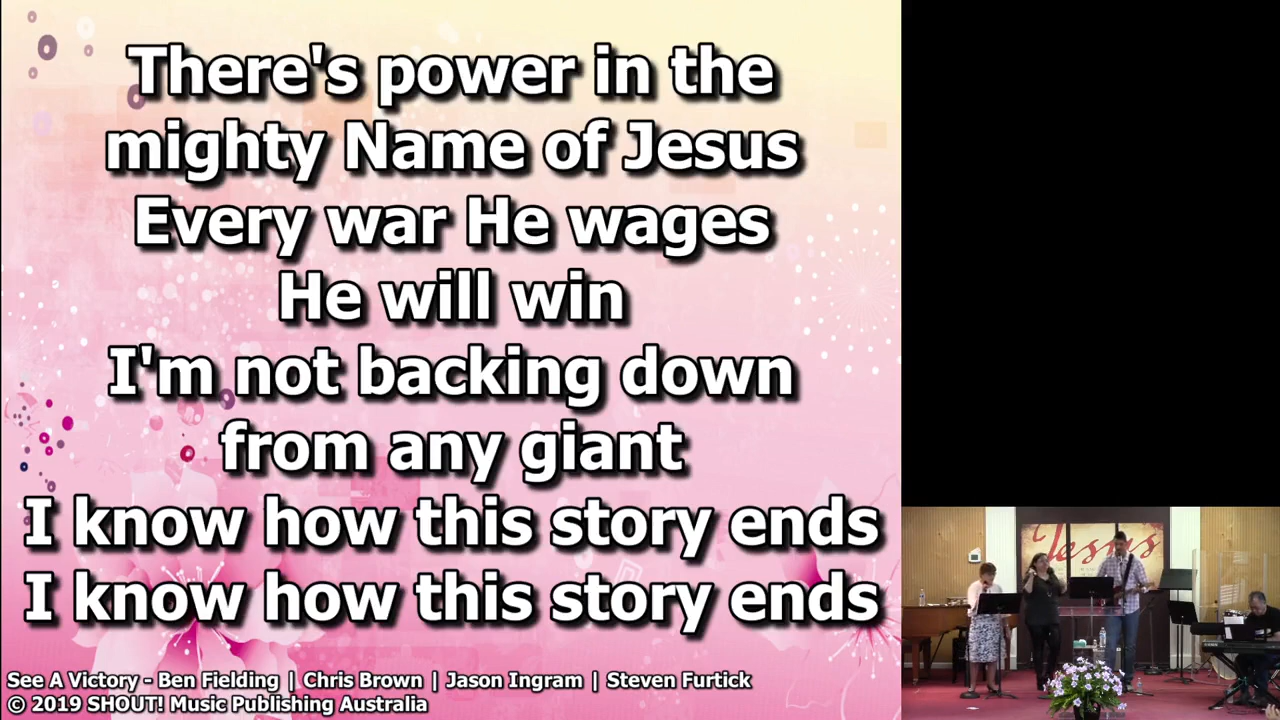 There's power in the
mighty Name of Jesus
Every war He wages
He will win
I'm not backing down
from any giant
I know how this story ends
I know how this story ends
See A Victory - Ben Fielding | Chris Brown | Jason Ingram | Steven Furtick
© 2019 SHOUT! Music Publishing Australia
Jesus